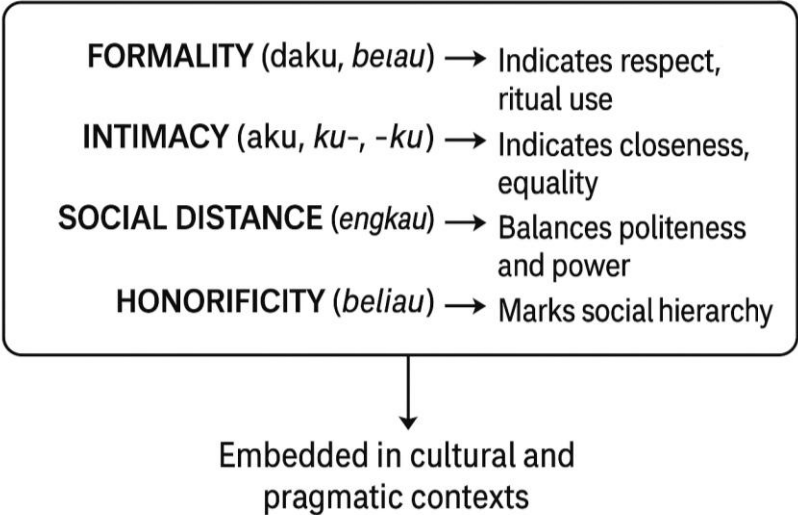 FORMALITY (daku, beıau) → Indicates respect,
ritual use
INTIMACY (aku, ku-, -ku) → Indicates closeness,
equality
SOCIAL DISTANCE (engkau) → Balances politeness
and power
HONORIFICITY (beliau) → Marks social hierarchy
Embedded in cultural and
pragmatic contexts